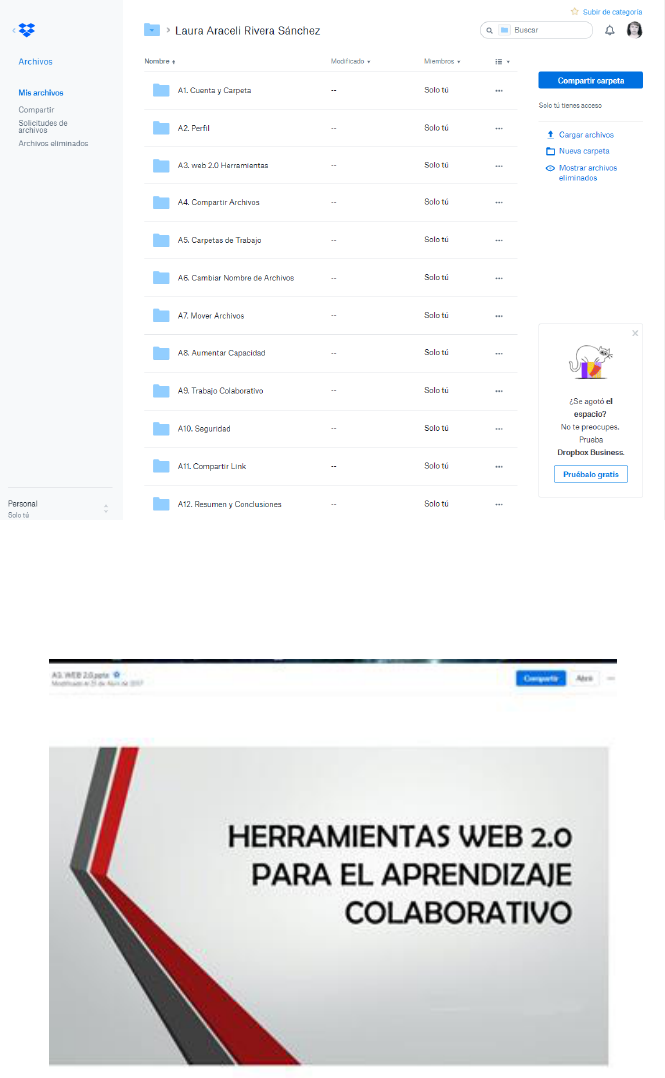 Subir de categoría
Laura Araceli Rivera Sánchez
Buscar
Archivos
Nombre Modificado Miembros
Mis archivos
Compartir
Solicitudes de
archivos
Archivos eliminados
A1. Cuenta y Carpeta -- Solo tú
A2. Perfil -- Solo tú
A3. web 2.0 Herramientas -- Solo tú
A4. Compartir Archivos -- Solo tú
A5. Carpetas de Trabajo -- Solo tú
A6. Cambiar Nombre de Archivos -- Solo tú
A7. Mover Archivos -- Solo tú
A8. Aumentar Capacidad -- Solo tú
A9. Trabajo Colaborativo -- Solo tú
A10. Seguridad -- Solo tú
A11. Compartir Link -- Solo tú
A12. Resumen y Conclusiones -- Solo tú
Compartir carpeta
Solo tú tienes acceso
Cargar archivos
Nueva carpeta
Mostrar archivos
eliminados
¿Se agotó el
espacio?
No te preocupes.
Prueba
Dropbox Business.
Pruébalo gratis
Personal
Solo tú
A3. WEB 2.0.pptx
Modificado el 21 de Abril de 2017
Compartir Abrir
HERRAMIENTAS WEB 2.0
PARA EL APRENDIZAJE
COLABORATIVO